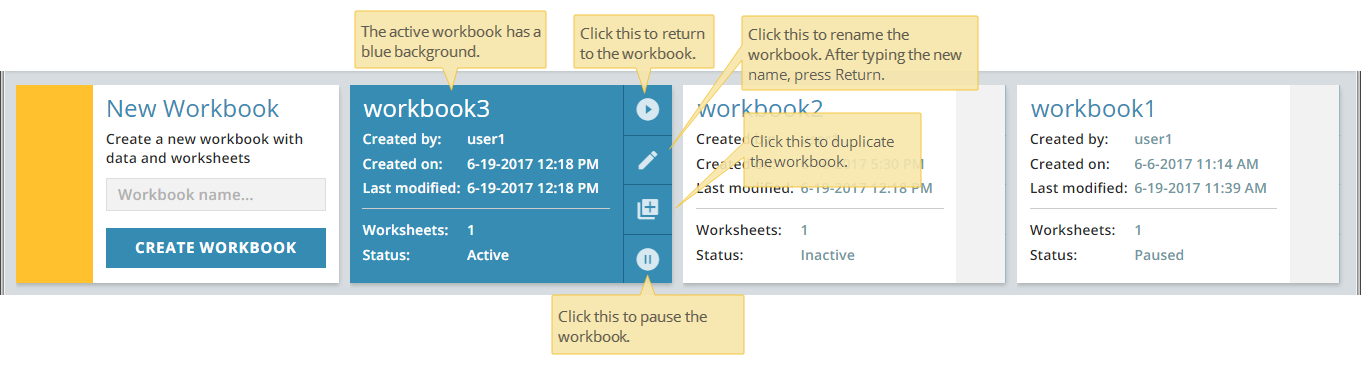 The active workbook has a
blue background.
Click this to return
to the workbook.
Click this to rename the
workbook. After typing the new
name, press Return.
New Workbook
Create a new workbook with
data and worksheets
Workbook name...
CREATE WORKBOOK
workbook3
Created by: user1
Created on: 6-19-2017 12:18 PM
Last modified: 6-19-2017 12:18 PM
Worksheets: 1
Status: Active
workbook2
Created
Click this to duplicate
the workbook.
Created 5:30 PM
Last modified: 6-19-2017 12:18 PM
Worksheets: 1
Status: Inactive
workbook1
Created by: user1
Created on: 6-6-2017 11:14 AM
Last modified: 6-19-2017 11:39 AM
Worksheets: 1
Status: Paused
Click this to pause the
workbook.